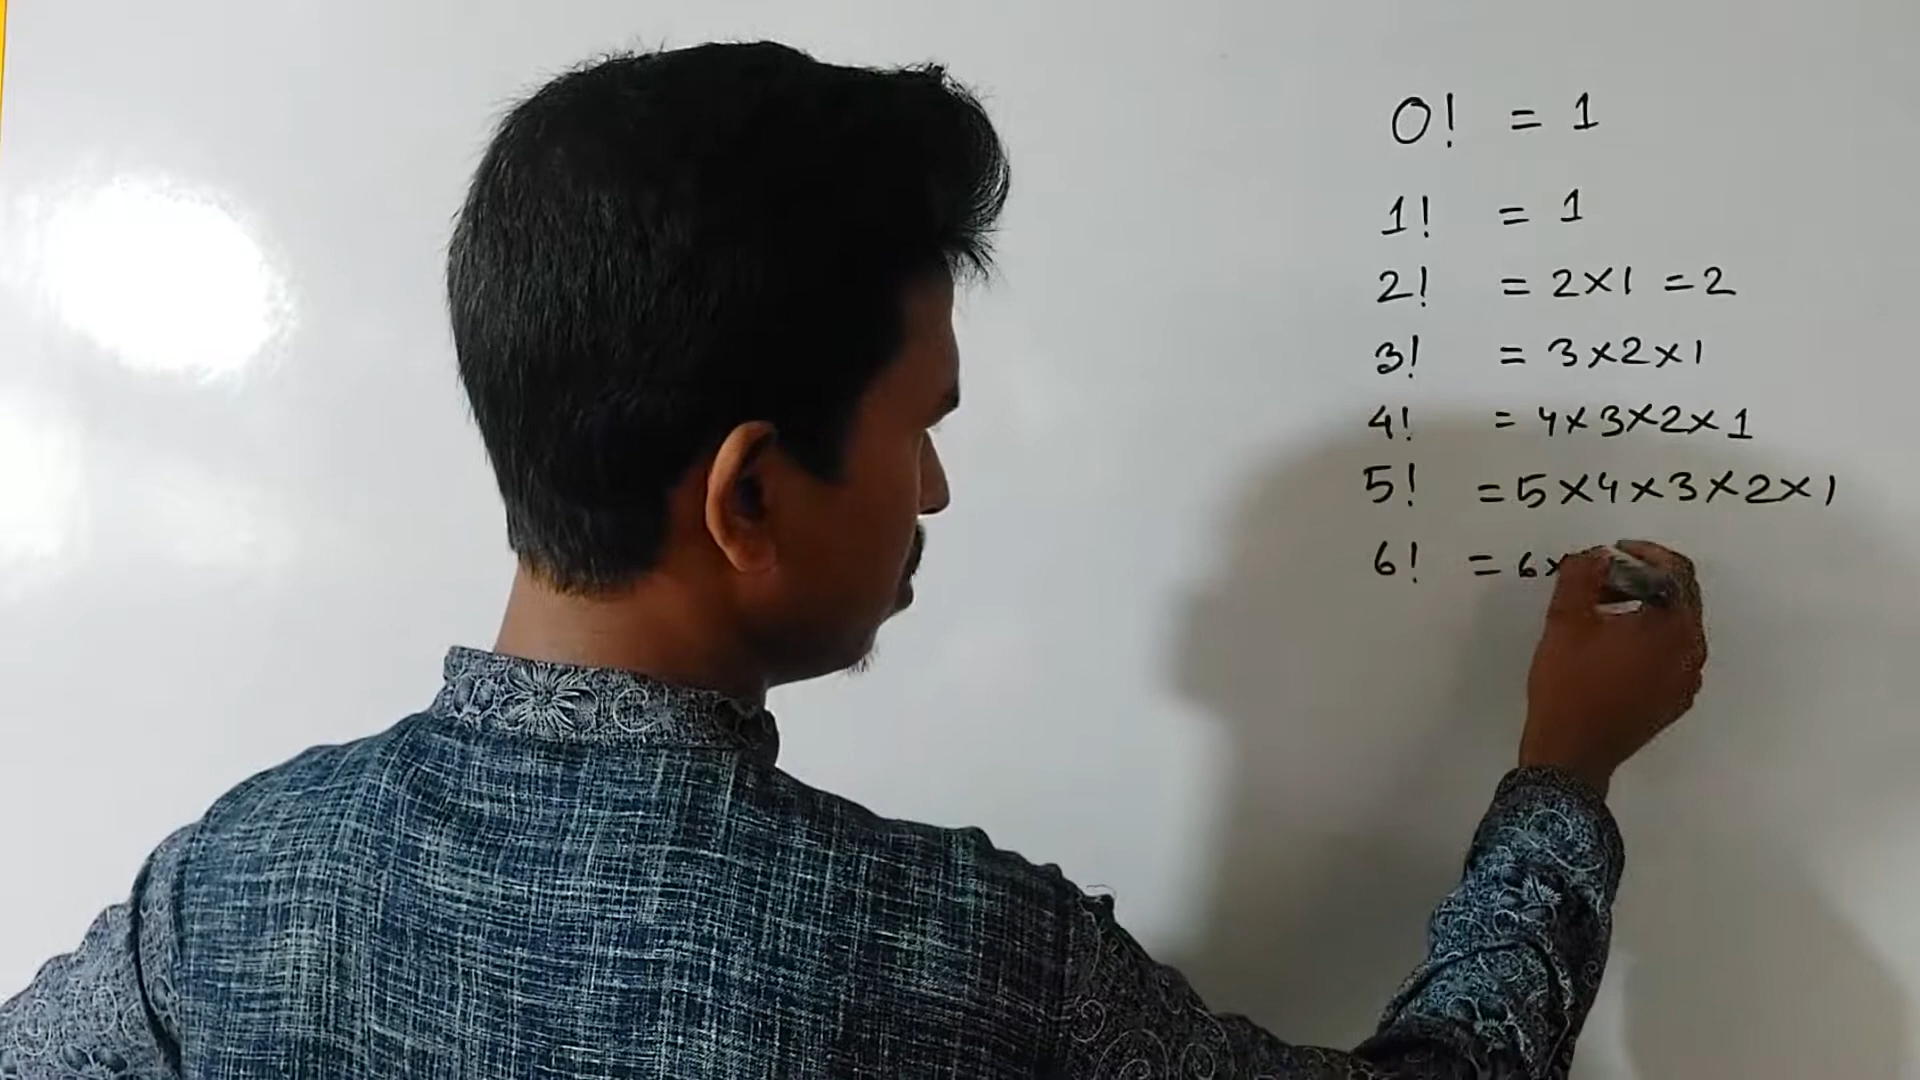 0! = 1
1! = 1
2! = 2×1 = 2
3! = 3×2×1
4! = 4×3×2×1
5! = 5×4×3×2×1
6! = 6×